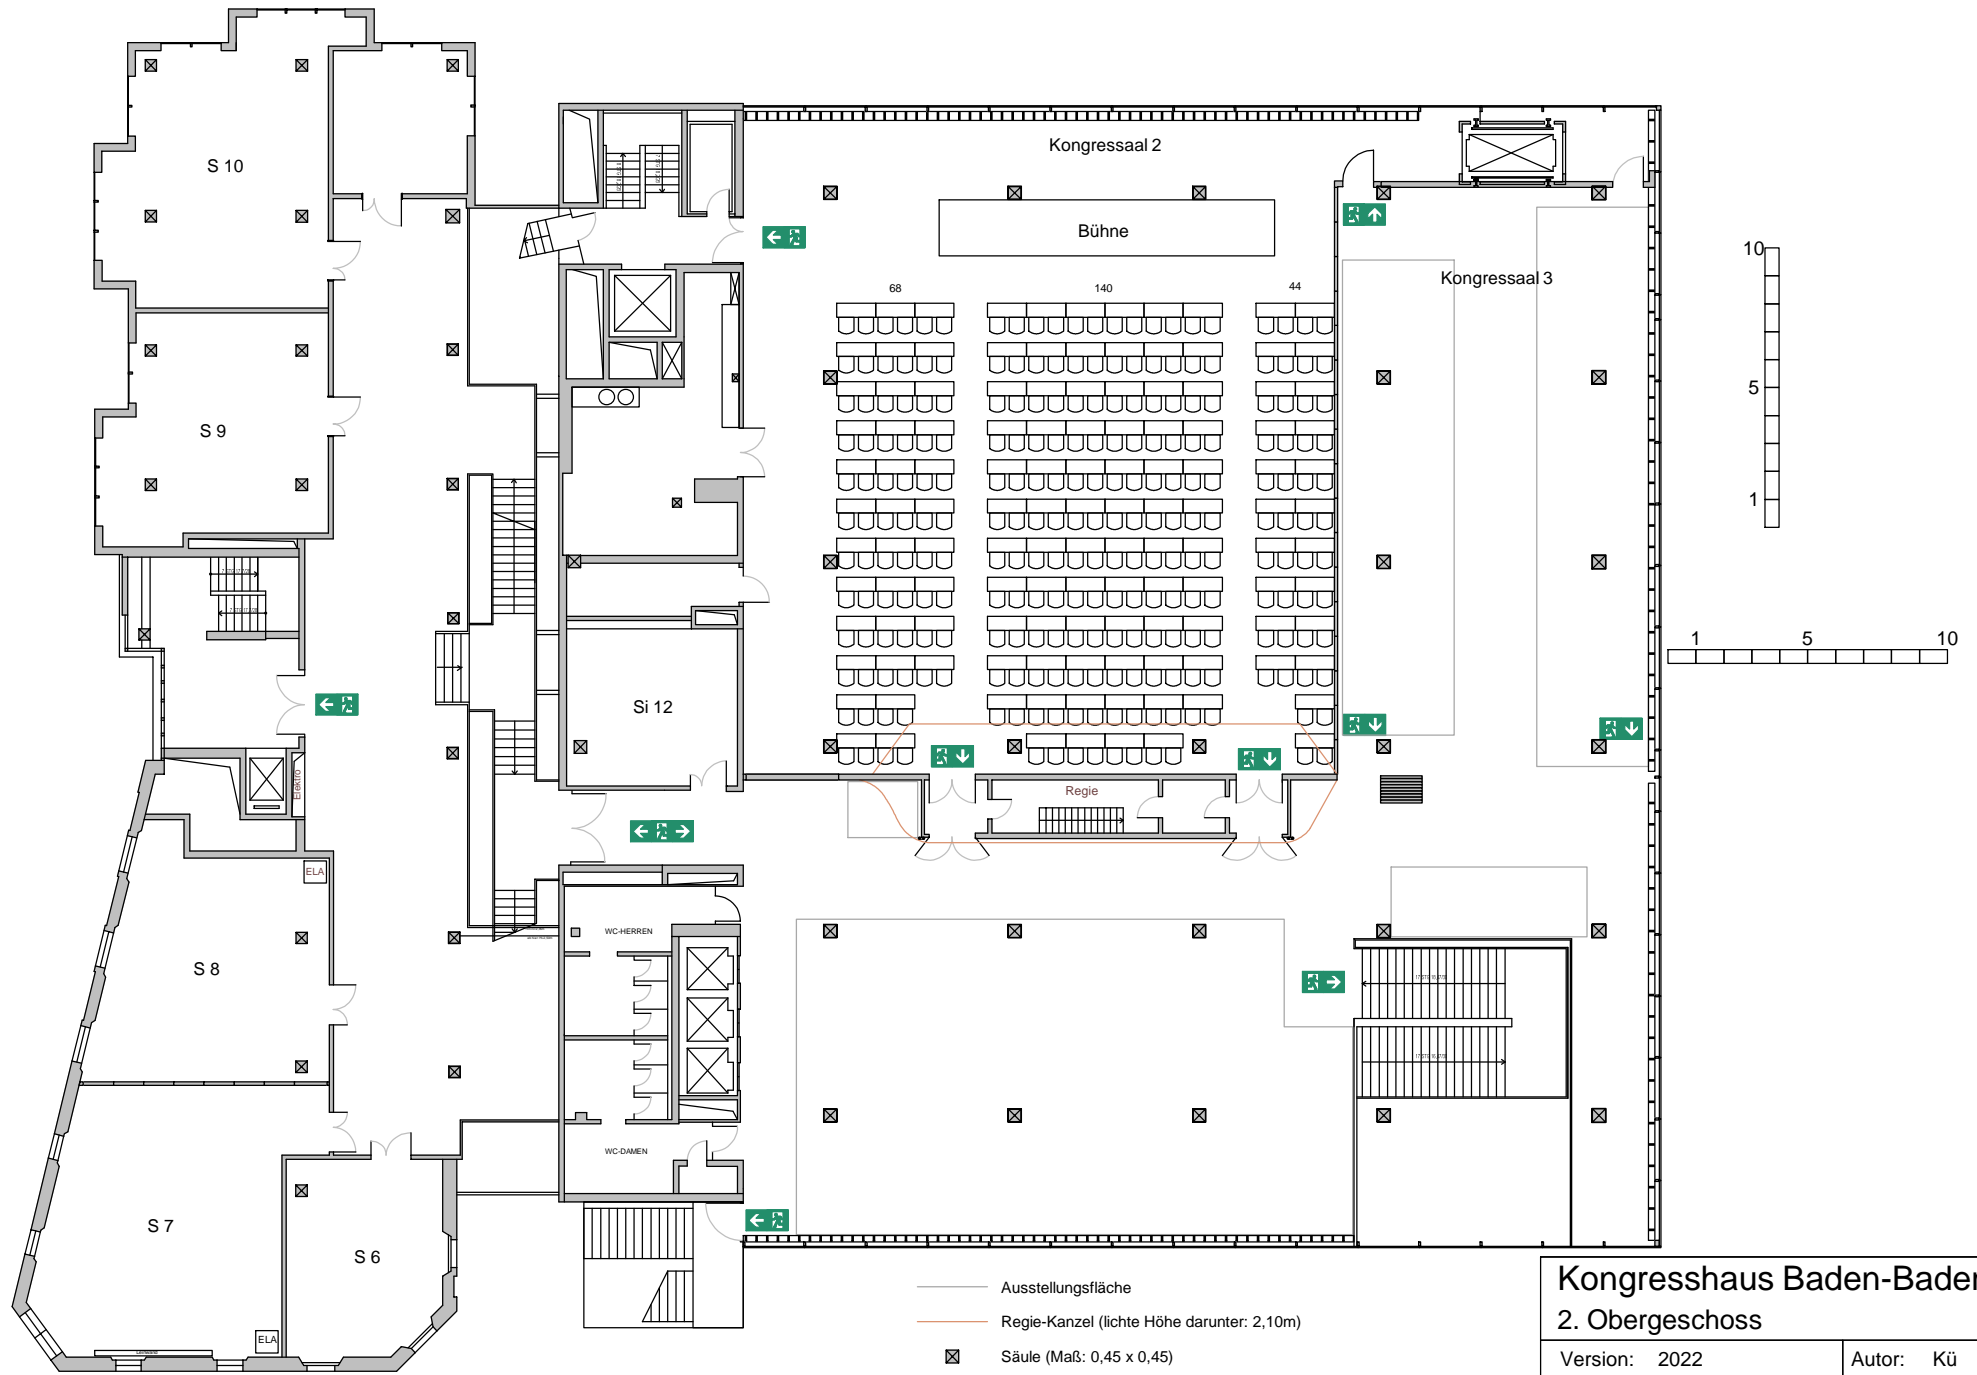 Kongressaal 2
S 10
Bühne
10
Kongressaal 3
68
140
44
5
S 9
1
1
5
10
Si 12
Elektro
Regie
ELA
WC-HERREN
S 8
WC-DAMEN
S 7
S 6
ELA
Leinwand
Ausstellungsfläche
Regie-Kanzel (lichte Höhe darunter: 2,10m)
Säule (Maß: 0,45 x 0,45)
Kongresshaus Baden-Baden
2. Obergeschoss
Version: 2022
Autor: Kü